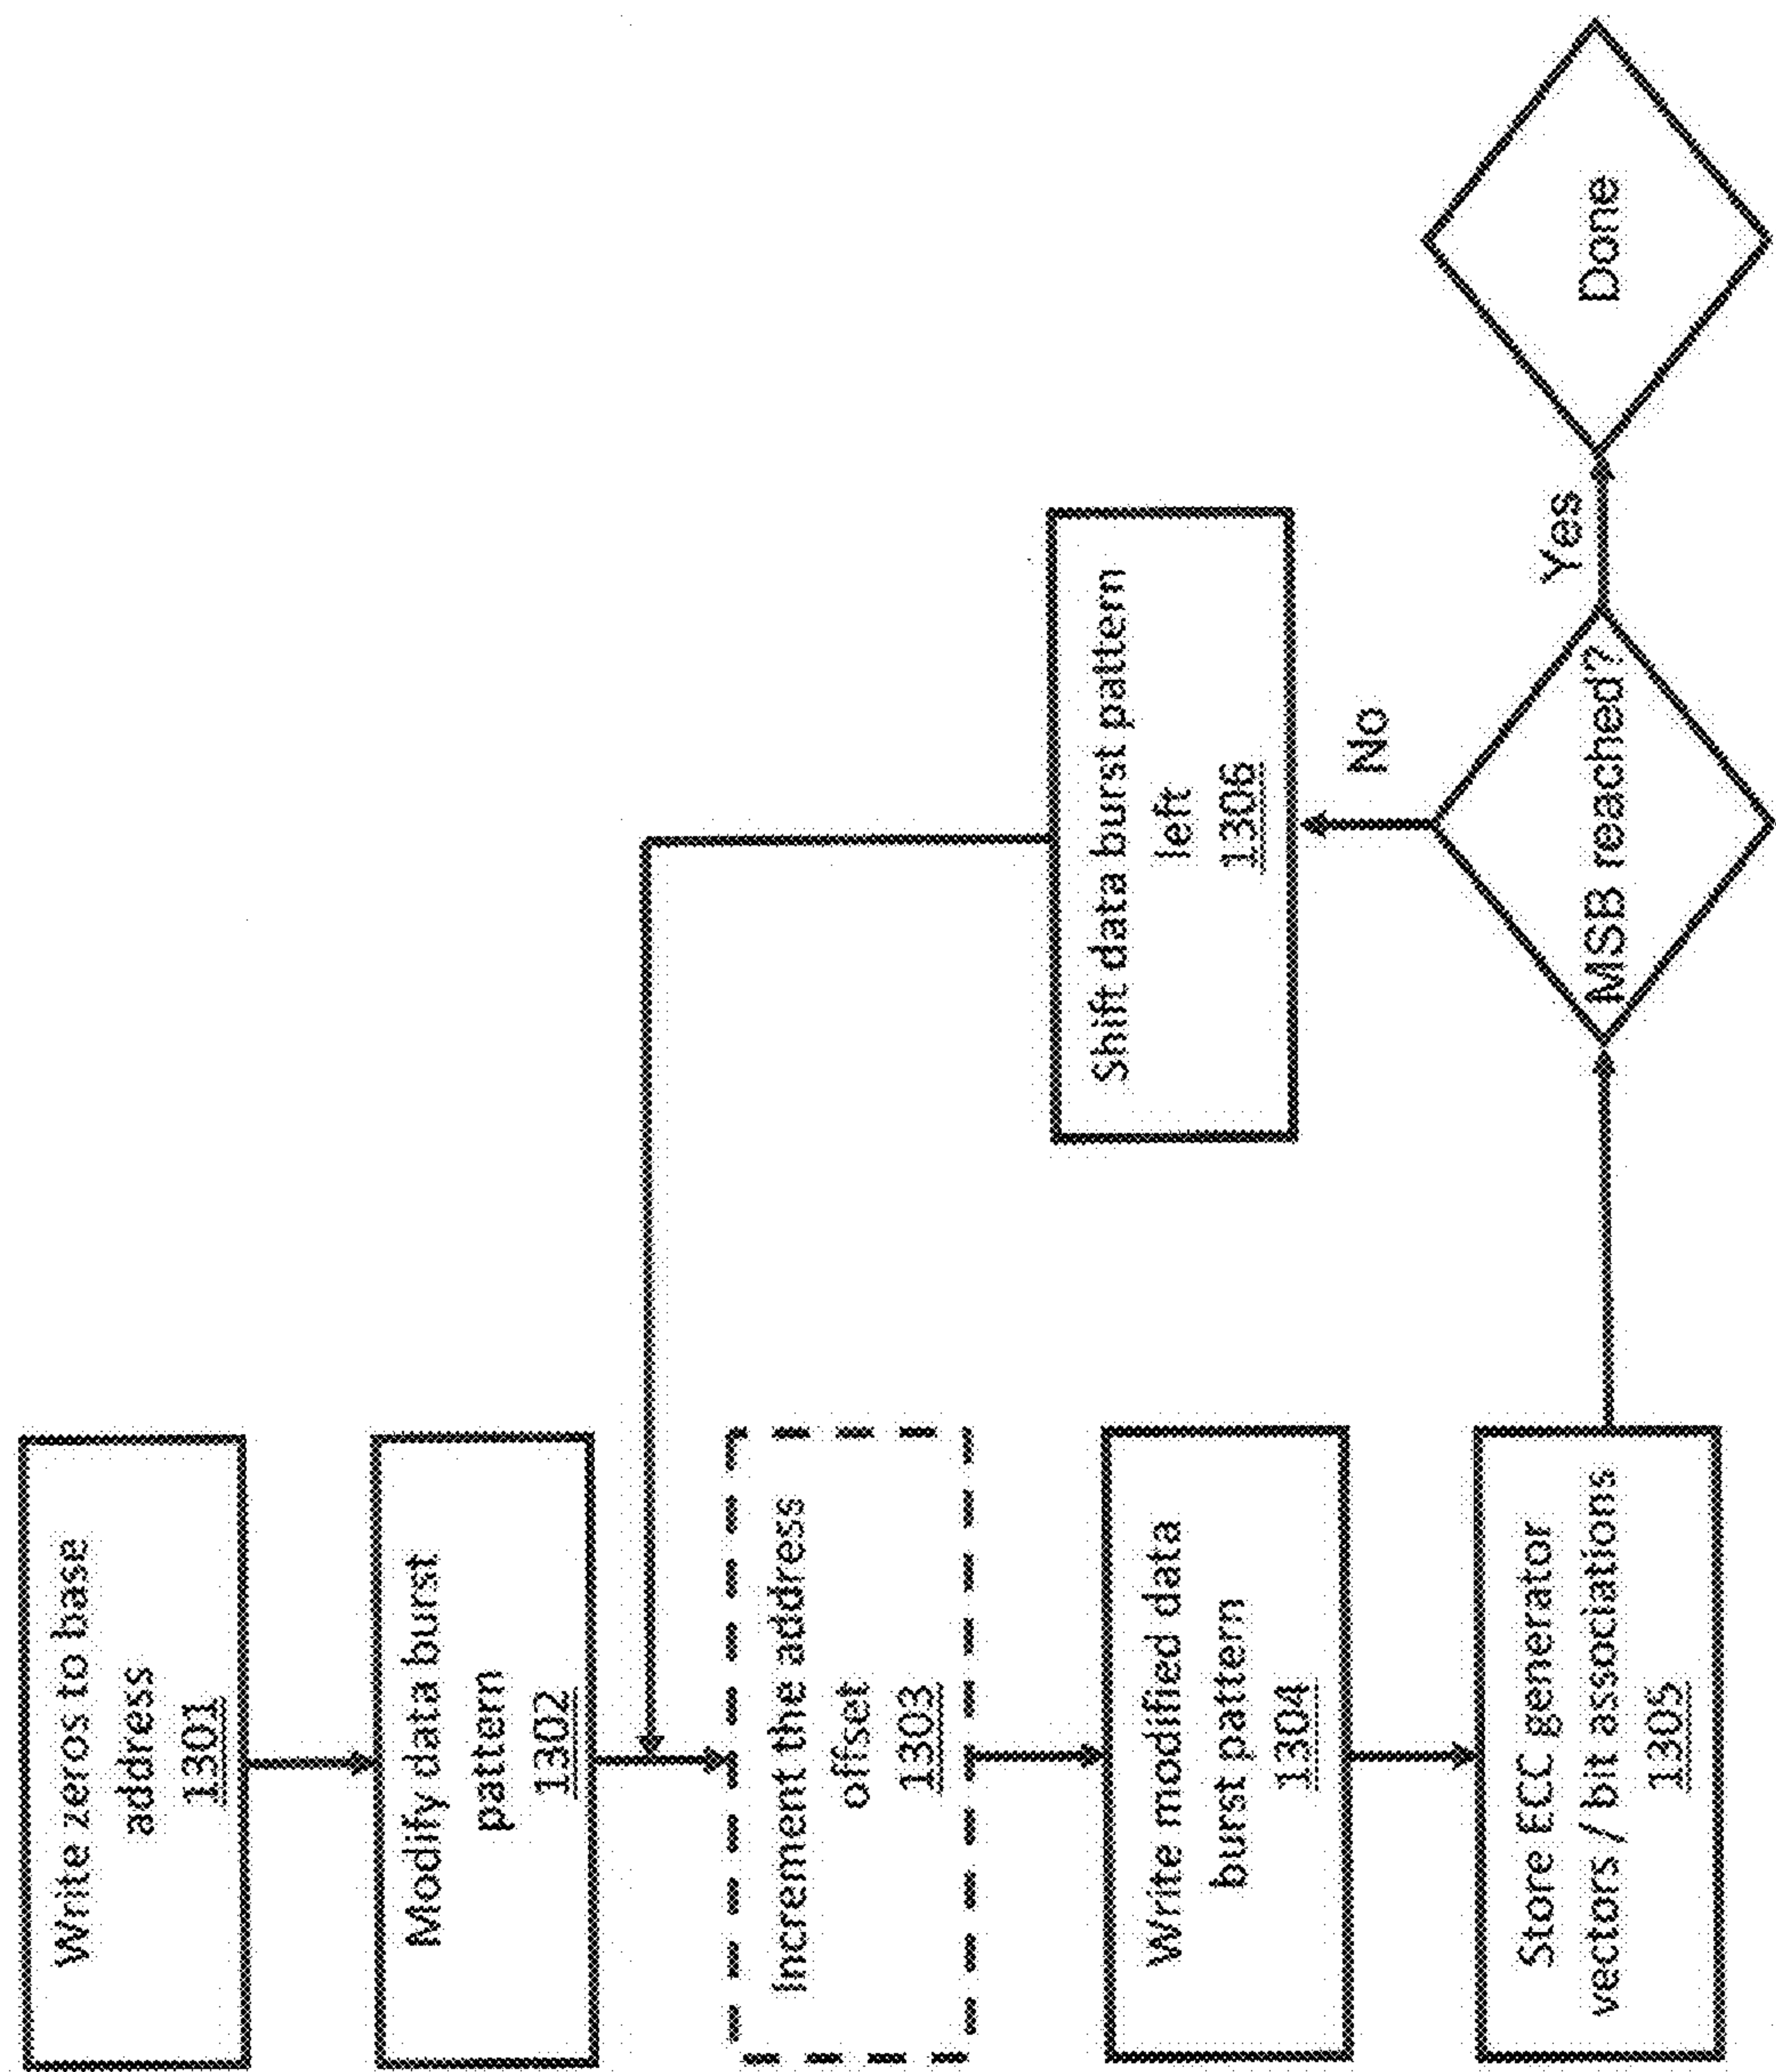 Write zeros to base
address
1301
Modify data burst
pattern
1302
Increment the address
offset
1303
Write modified data
burst pattern
1304
Store ECC generator
vectors / bit associations
1305
Shift data burst pattern
left
1306
No
MSB reached?
Yes
Done